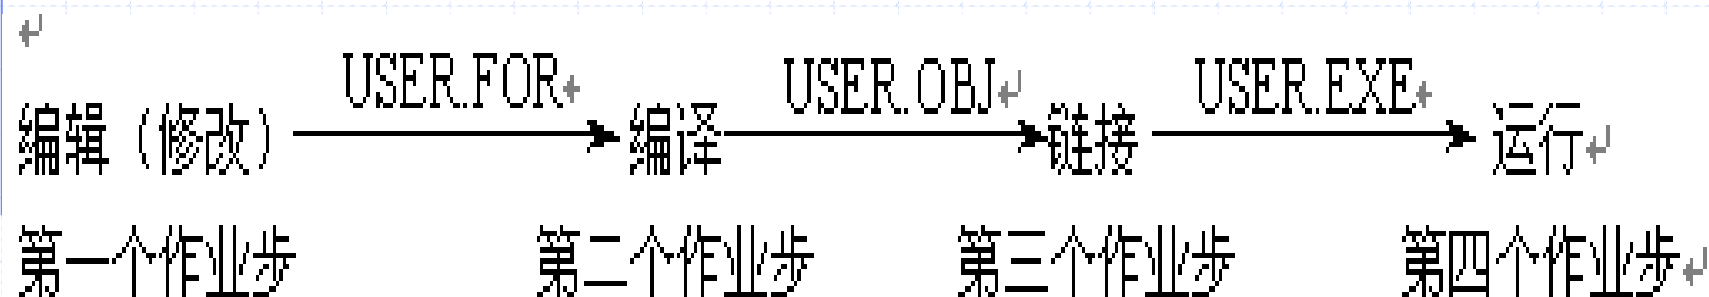 USER.FOR USER.OBJ USER.EXE
编辑（修改） 编译 链接 运行
第一个作业步 第二个作业步 第三个作业步 第四个作业步